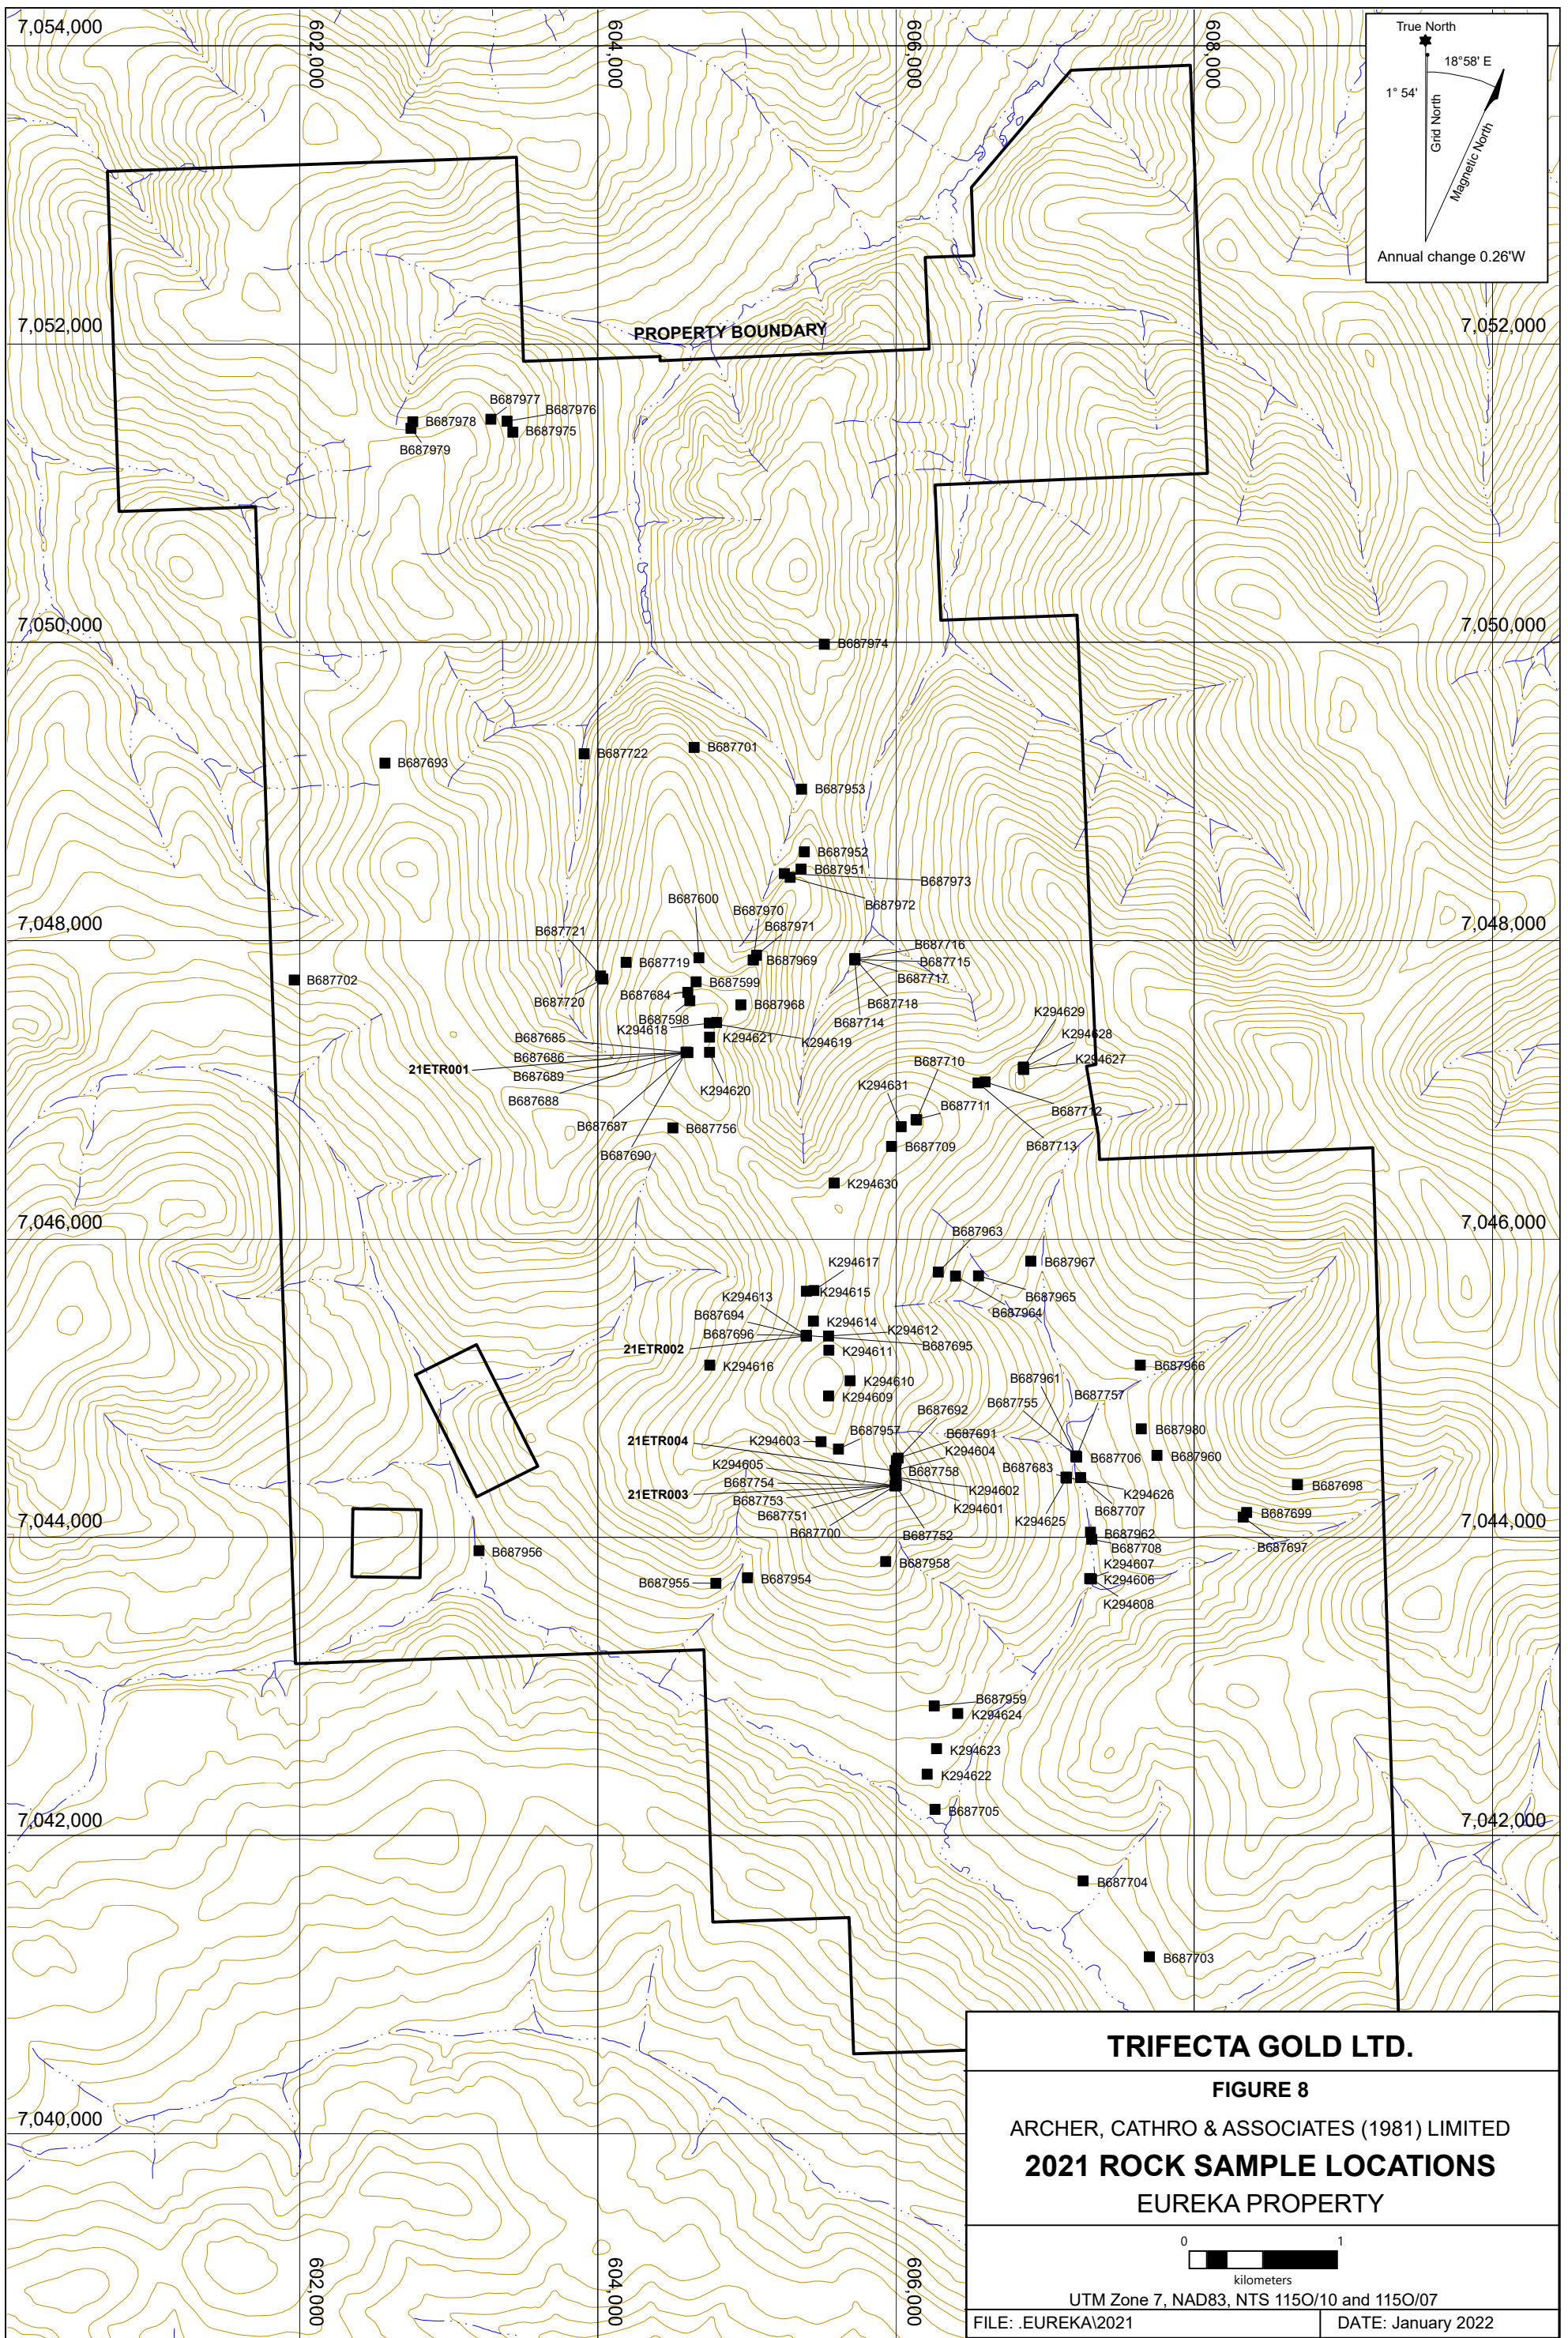 7,054,000
602,000
604,000
606,000
608,000
True North
18°58' E
1° 54'
Grid North
Magnetic North
Annual change 0.26'W
7,052,000
PROPERTY BOUNDARY
7,052,000
B687977
B687976
B687978
B687975
B687979
7,050,000
7,050,000
B687974
B687701
B687722
B687693
B687953
B687952
B687951
B687973
B687600
B687972
B687970
7,048,000
B687971
7,048,000
B687721
B687716
B687719
B687969
B687715
B687702
B687599
B687717
B687684
B687720
B687968
B687718
B687598
B687714
K294629
K294618
K294628
B687685
K294621
K294619
B687686
K294627
21ETR001
B687710
B687689
K294631
K294620
B687688
B687711
B687712
B687687
B687756
B687713
B687709
B687690
K294630
7,046,000
7,046,000
B687963
K294617
B687967
K294615
K294613
B687965
B687964
B687694
K294614
K294612
B687696
B687695
21ETR002
K294611
K294616
B687966
K294610
B687961
K294609
B687757
B687755
B687692
B687957
B687980
B687691
21ETR004
K294603
K294604
B687706
B687960
K294605
B687758
B687683
B687754
B687698
K294602
K294626
21ETR003
B687753
K294601
B687707
B687699
B687751
K294625
7,044,000
B687700
B687752
B687962
7,044,000
B687708
B687697
B687956
B687958
K294607
B687954
K294606
B687955
K294608
B687959
K294624
K294623
K294622
B687705
7,042,000
7,042,000
B687704
B687703
7,040,000
602,000
604,000
606,000
TRIFECTA GOLD LTD.
FIGURE 8
ARCHER, CATHRO & ASSOCIATES (1981) LIMITED
2021 ROCK SAMPLE LOCATIONS
EUREKA PROPERTY
0 1
kilometers
UTM Zone 7, NAD83, NTS 115O/10 and 115O/07
FILE: .EUREKA\2021
DATE: January 2022